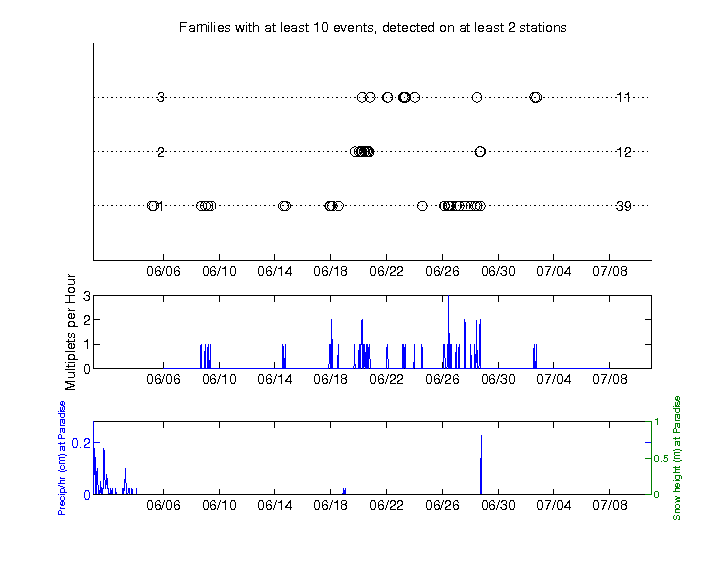 Families with at least 10 events, detected on at least 2 stations
3 11
2 12
1 39
06/06 06/10 06/14 06/18 06/22 06/26 06/30 07/04 07/08
Multiplets per Hour
3
2
1
0
06/06 06/10 06/14 06/18 06/22 06/26 06/30 07/04 07/08
Precip/hr (cm) at Paradise
0.2
0
1
0.5
0
Snow height (m) at Paradise
06/06 06/10 06/14 06/18 06/22 06/26 06/30 07/04 07/08